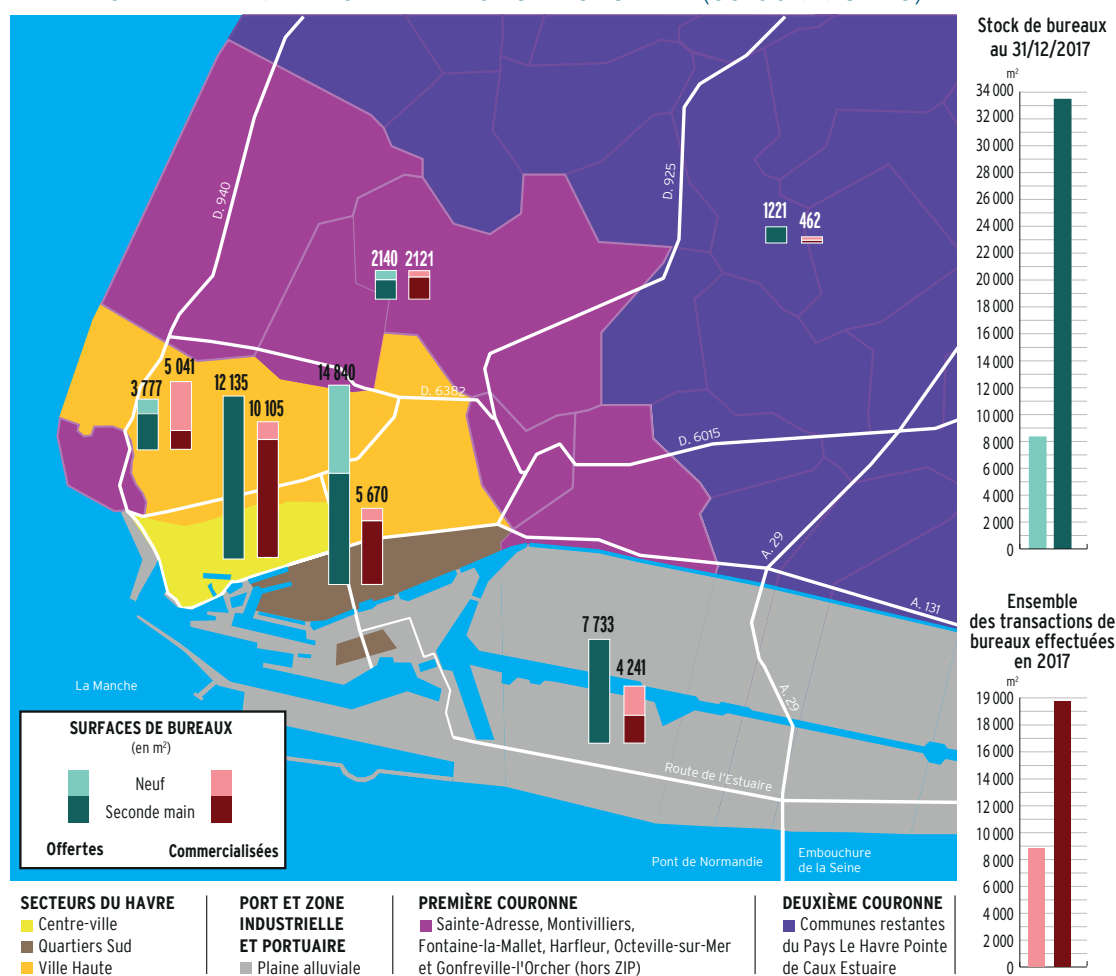 Stock de bureaux
au 31/12/2017
m²
34 000
32 000
30 000
28 000
26 000
24 000
22 000
20 000
18 000
16 000
14 000
12 000
10 000
8 000
6 000
4 000
2 000
0
Ensemble
des transactions de
bureaux effectuées
en 2017
m²
19 000
18 000
16 000
14 000
12 000
10 000
8 000
6 000
4 000
2 000
0
D. 940
D. 925
1221
462
2140
2121
5 041
3 777
12 135
10 105
14 840
D. 6382
5 670
D. 6015
A. 29
A. 131
7 733
4 241
A. 29
La Manche
Route de l'Estuaire
Pont de Normandie
Embouchure
de la Seine
SURFACES DE BUREAUX
(en m²)
Neuf
Seconde main
Offertes
Commercialisées
SECTEURS DU HAVRE
Centre-ville
Quartiers Sud
Ville Haute
PORT ET ZONE
INDUSTRIELLE
ET PORTUAIRE
Plaine alluviale
PREMIÈRE COURONNE
Sainte-Adresse, Montivilliers,
Fontaine-la-Mallet, Harfleur, Octeville-sur-Mer
et Gonfreville-l'Orcher (hors ZIP)
DEUXIÈME COURONNE
Communes restantes
du Pays Le Havre Pointe
de Caux Estuaire